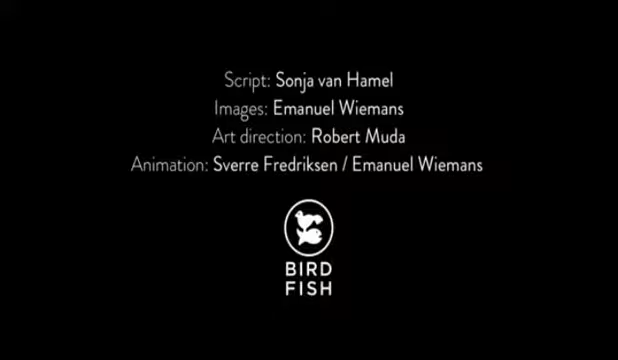 Script: Sonja van Hamel
Images: Emanuel Wiemans
Art direction: Robert Muda
Animation: Sverre Fredriksen / Emanuel Wiemans
BIRD
FISH